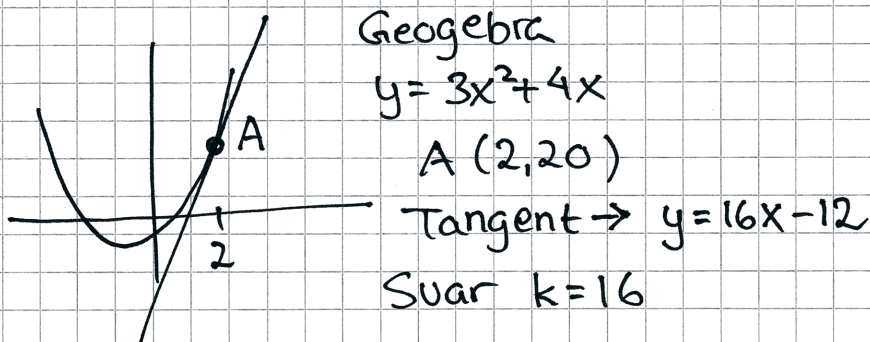 Geogebra
y = 3x²+4x
A
A (2,20)
Tangent → y = 16x - 12
2
Svar k = 16